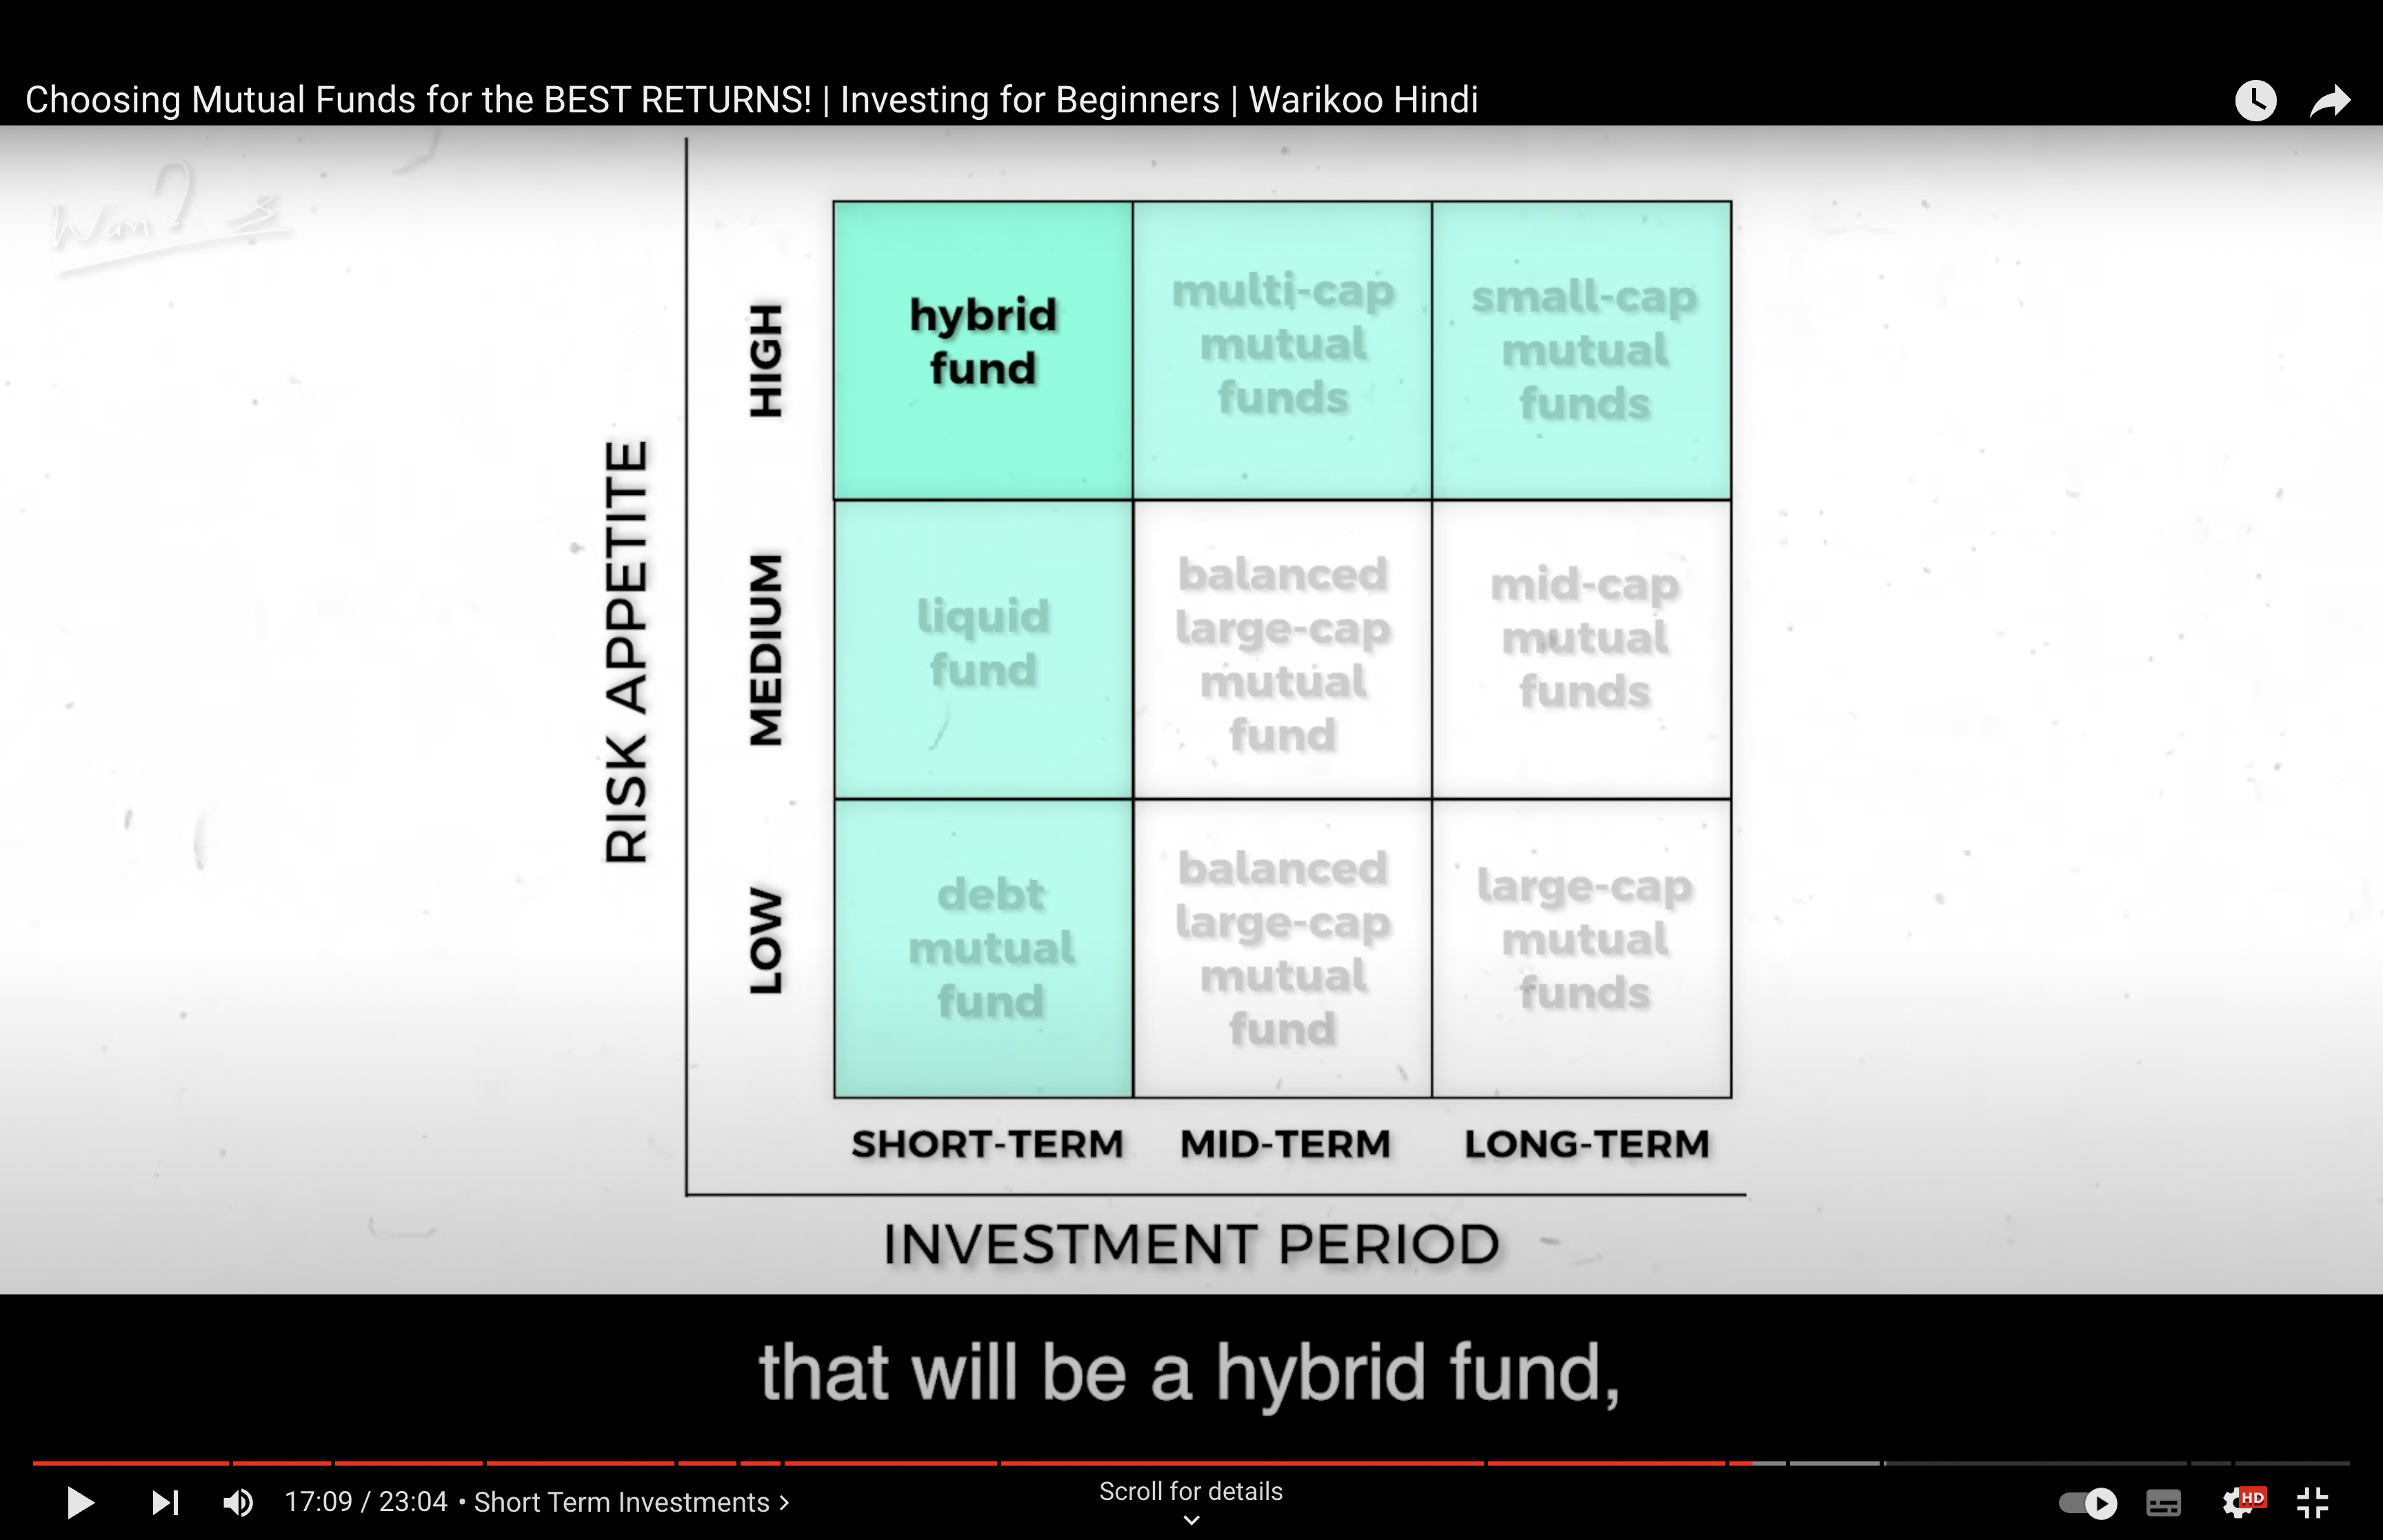 Choosing Mutual Funds for the BEST RETURNS! | Investing for Beginners | Warikoo Hindi
RISK APPETITE
HIGH
hybrid
fund
multi-cap
mutual
funds
small-cap
mutual
funds
MEDIUM
liquid
fund
balanced
large-cap
mutual
fund
mid-cap
mutual
funds
LOW
debt
mutual
fund
balanced
large-cap
mutual
fund
large-cap
mutual
funds
SHORT-TERM
MID-TERM
LONG-TERM
INVESTMENT PERIOD
that will be a hybrid fund,
17:09 / 23:04 • Short Term Investments
Scroll for details
HD